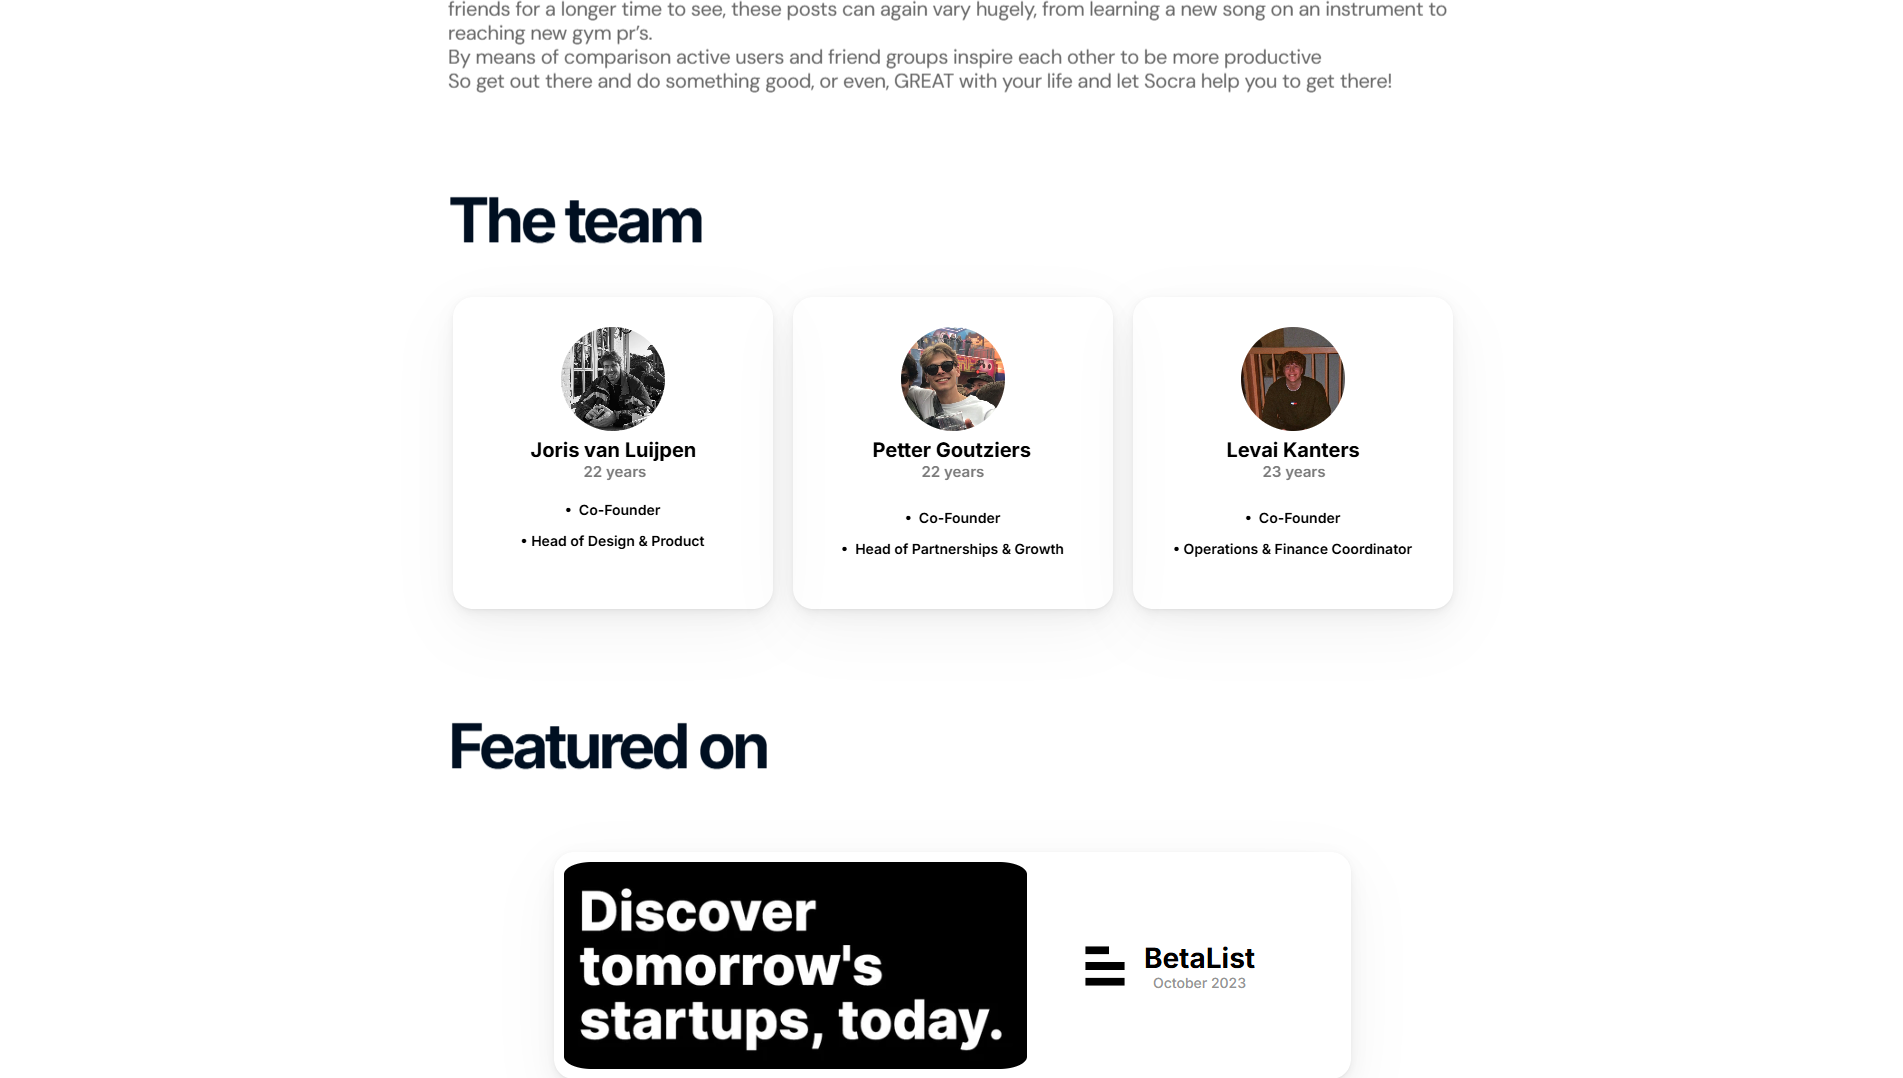 friends for a longer time to see, these posts can again vary hugely, from learning a new song on an instrument to
reaching new gym pr's.
By means of comparison active users and friend groups inspire each other to be more productive
So get out there and do something good, or even, GREAT with your life and let Socra help you to get there!
The team
Joris van Luijpen
22 years
• Co-Founder
• Head of Design & Product
Petter Goutziers
22 years
• Co-Founder
• Head of Partnerships & Growth
Levai Kanters
23 years
• Co-Founder
• Operations & Finance Coordinator
Featured on
Discover
tomorrow's
startups, today.
BetaList
October 2023